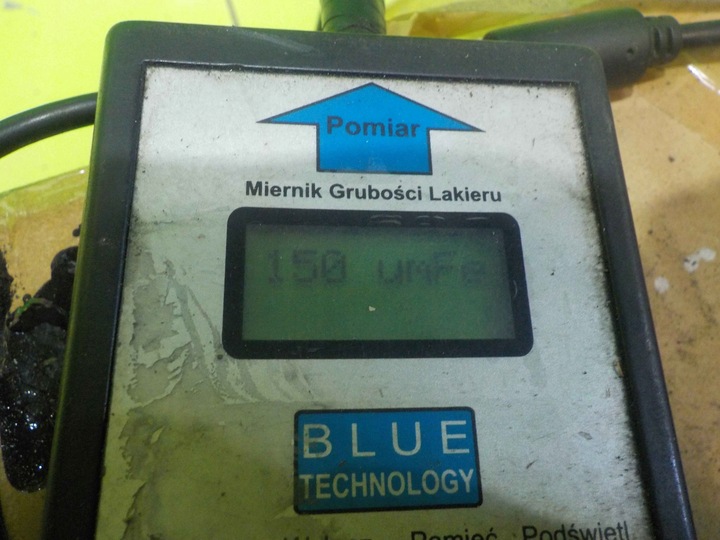 Pomiar
Miernik Grubości Lakieru
150 umFe
BLUE
TECHNOLOGY
Pamięć Podświetl